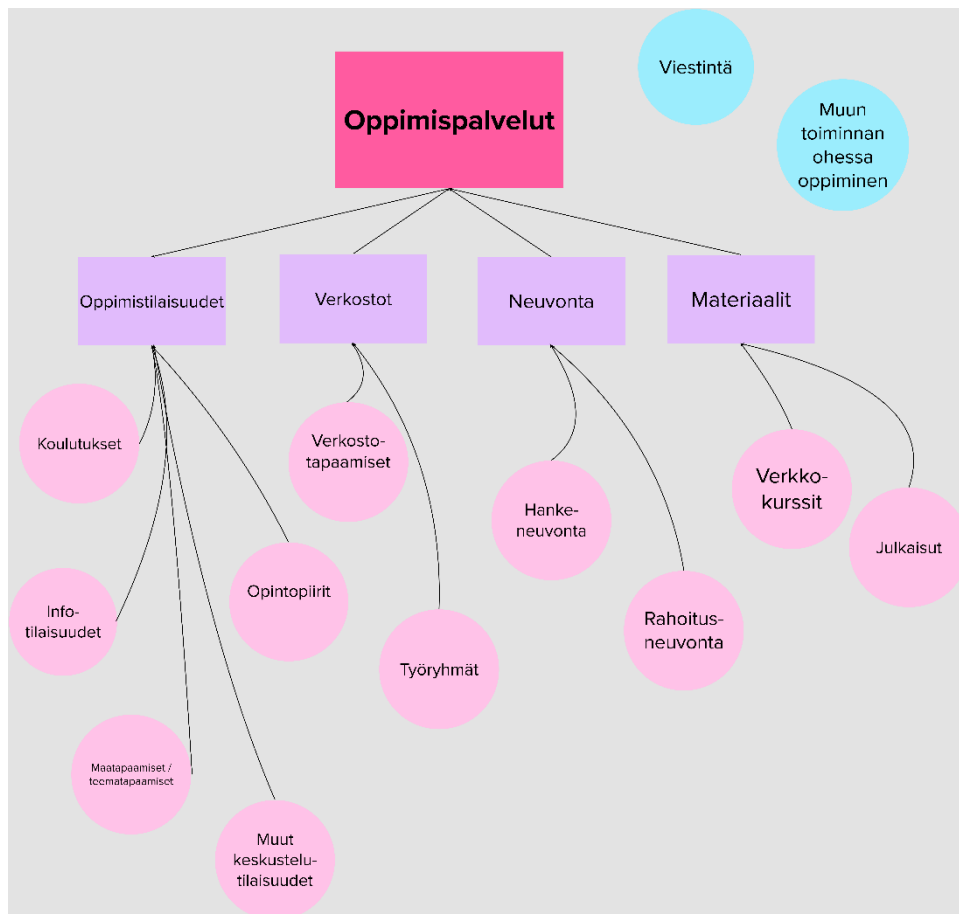 Oppimispalvelut
Viestintä
Muun
toiminnan
ohessa
oppiminen
Oppimistilaisuudet
Verkostot
Neuvonta
Materiaalit
Koulutukset
Info-
tilaisuudet
Maatapaamiset /
teematapaamiset
Muut
keskustelu-
tilaisuudet
Opintopiirit
Verkosto-
tapaamiset
Työryhmät
Hanke-
neuvonta
Rahoitus-
neuvonta
Verkko-
kurssit
Julkaisut